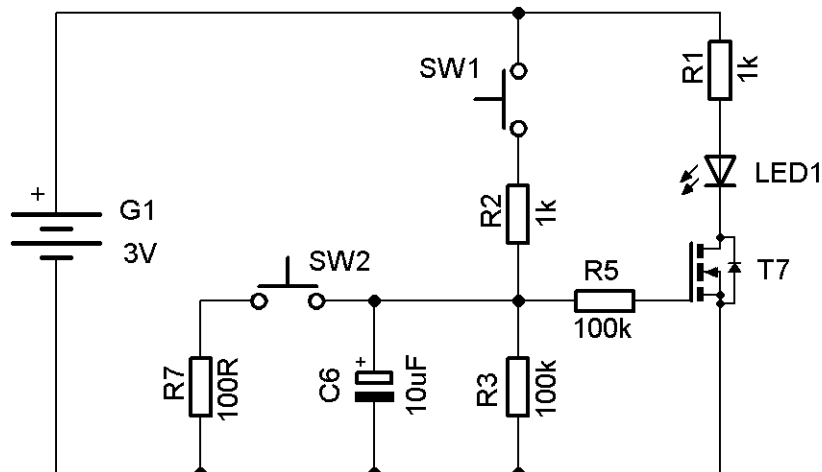 SW1
R1
1k
LED1
+
G1
3V
R2
1k
SW2
R5
100k
T7
R7
100R
+
C6
10uF
R3
100k